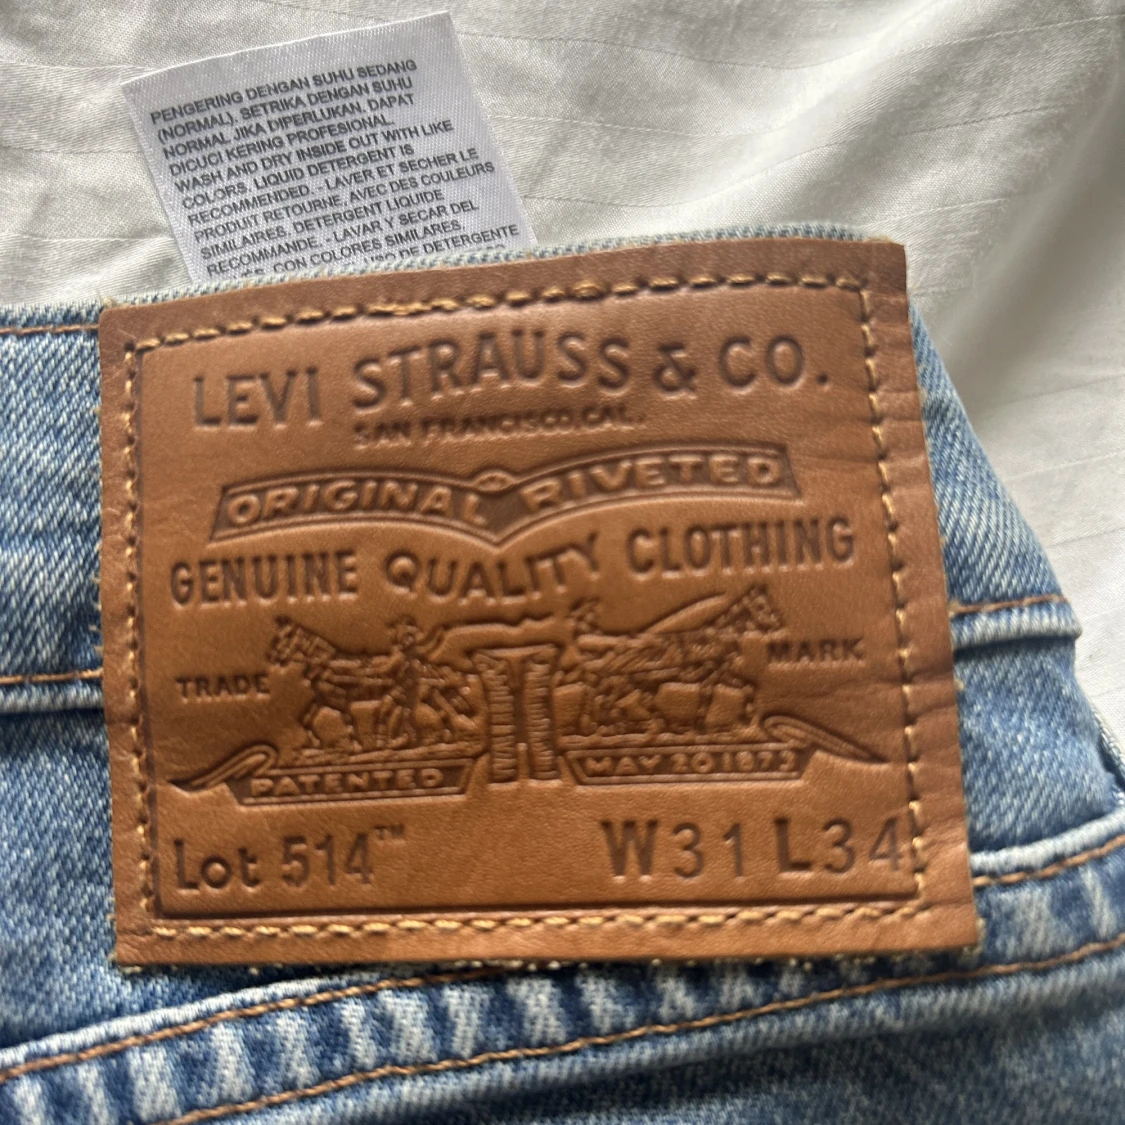 PENGERING DENGAN SUHU SEDANG
(NORMAL). SETRIKA DENGAN SUHU
NORMAL JIKA DIPERLUKAN. DAPAT
DICUCI KERING PROFESIONAL.
WASH AND DRY INSIDE OUT WITH LIKE
COLORS. LIQUID DETERGENT IS
RECOMMENDED. - LAVER ET SECHER LE
PRODUIT RETOURNE, AVEC DES COULEURS
SIMILAIRES. DETERGENT LIQUIDE
RECOMMANDE. - LAVAR Y SECAR DEL
CON COLORES SIMILARES.
DE DETERGENTE
LEVI STRAUSS & CO.
SAN FRANCISCO, CAL.
ORIGINAL RIVETED
GENUINE QUALITY CLOTHING
TRADE MARK
PATENTED MAY 20 1873
Lot 514™ W31 L34